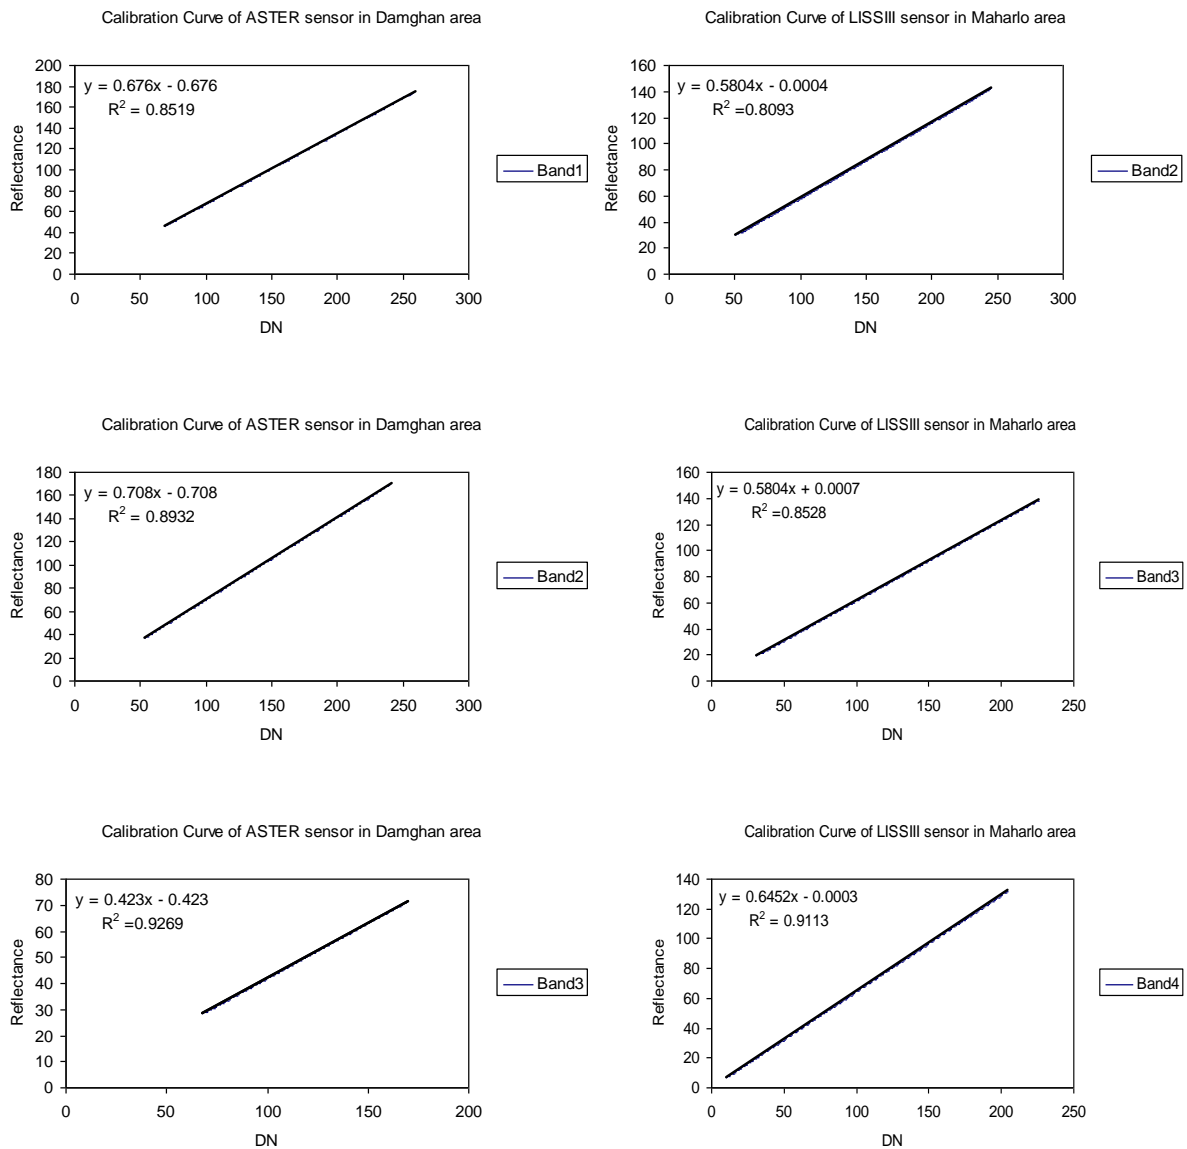 Calibration Curve of ASTER sensor in Damghan area
200
180
160
140
120
100
80
60
40
20
0
Reflectance
y = 0.676x - 0.676
R² = 0.8519
Band1
0 50 100 150 200 250 300
DN
Calibration Curve of LISSIII sensor in Maharlo area
160
140
120
100
80
60
40
20
0
Reflectance
y = 0.5804x - 0.0004
R² =0.8093
Band2
0 50 100 150 200 250 300
DN
Calibration Curve of ASTER sensor in Damghan area
180
160
140
120
100
80
60
40
20
0
Reflectance
y = 0.708x - 0.708
R² = 0.8932
Band2
0 50 100 150 200 250 300
DN
Calibration Curve of LISSIII sensor in Maharlo area
160
140
120
100
80
60
40
20
0
Reflectance
y = 0.5804x + 0.0007
R² =0.8528
Band3
0 50 100 150 200 250
DN
Calibration Curve of ASTER sensor in Damghan area
80
70
60
50
40
30
20
10
0
Reflectance
y = 0.423x - 0.423
R² =0.9269
Band3
0 50 100 150 200
DN
Calibration Curve of LISSIII sensor in Maharlo area
140
120
100
80
60
40
20
0
Reflectance
y = 0.6452x - 0.0003
R² = 0.9113
Band4
0 50 100 150 200 250
DN